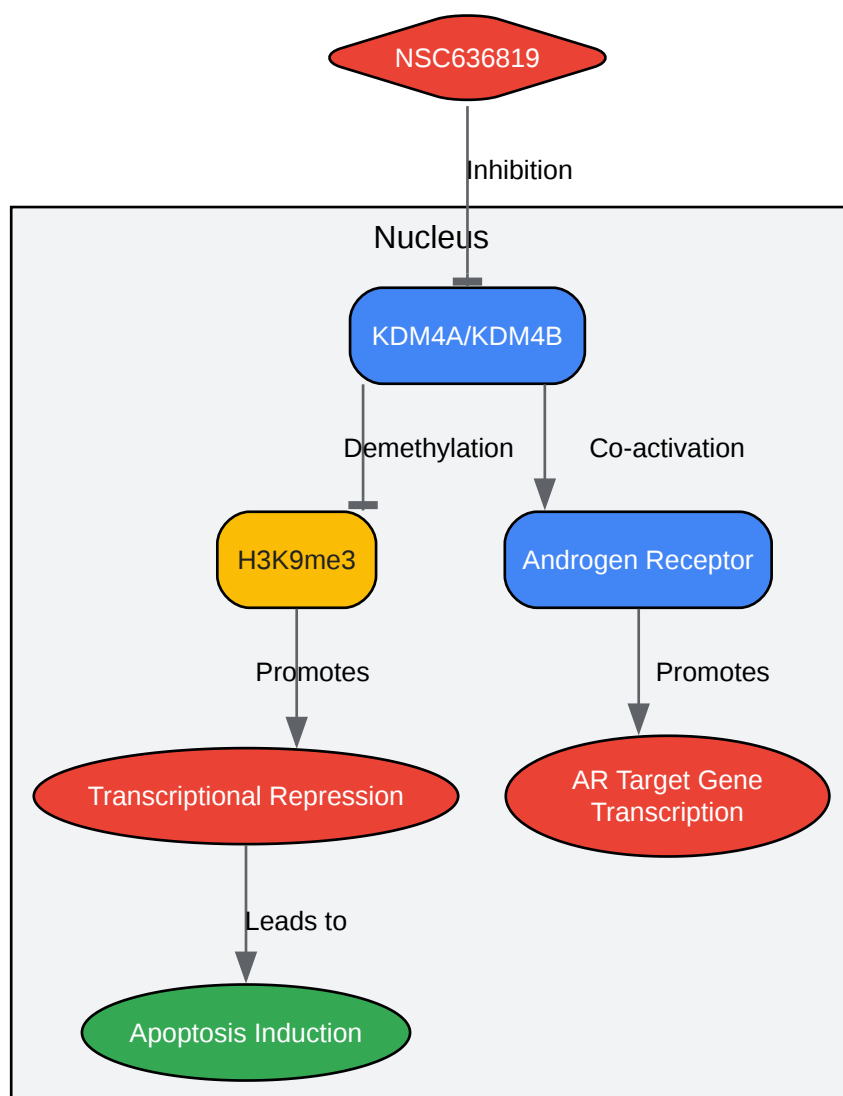 NSC636819
Inhibition
Nucleus
KDM4A/KDM4B
Demethylation
Co-activation
H3K9me3
Androgen Receptor
Promotes
Promotes
Transcriptional Repression
AR Target Gene
Transcription
Leads to
Apoptosis Induction